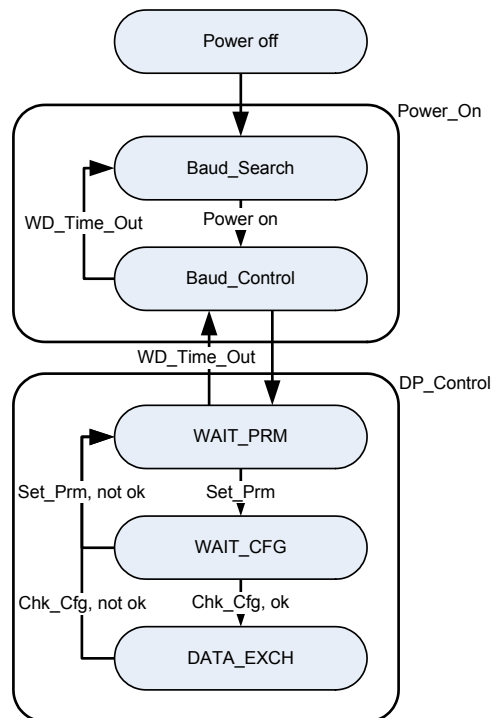 Power off
Power_On
Baud_Search
WD_Time_Out
Power on
Baud_Control
WD_Time_Out
DP_Control
WAIT_PRM
Set_Prm, not ok
Set_Prm
WAIT_CFG
Chk_Cfg, not ok
Chk_Cfg, ok
DATA_EXCH